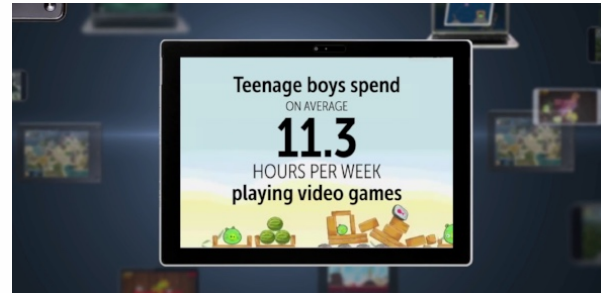 Teenage boys spend
ON AVERAGE
11.3
HOURS PER WEEK
playing video games